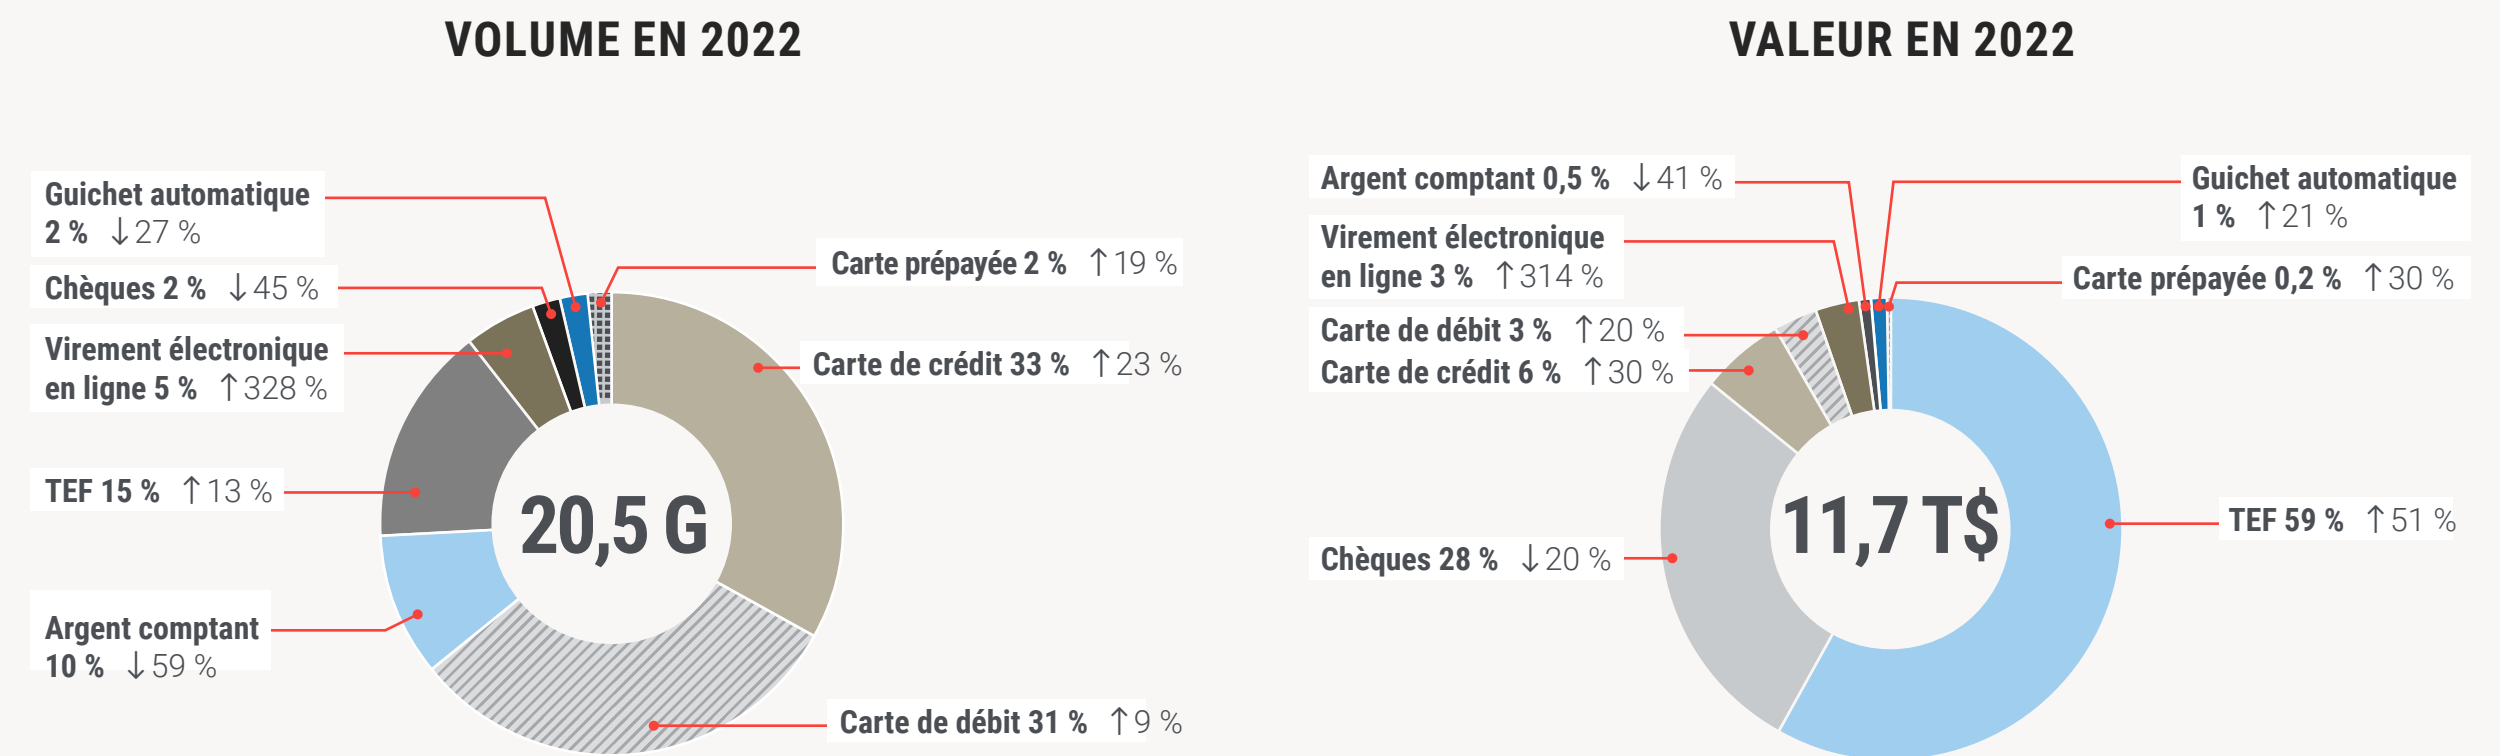 VOLUME EN 2022
Guichet automatique
2 % ↓27 %
Chèques 2 % ↓45 %
Virement électronique
en ligne 5 % ↑328 %
TEF 15 % ↑13 %
Argent comptant
10 % ↓59 %
Carte prépayée 2 % ↑19 %
Carte de crédit 33 % ↑23 %
20,5 G
Carte de débit 31 % ↑9 %
VALEUR EN 2022
Argent comptant 0,5 % ↓41 %
Virement électronique
en ligne 3 % ↑314 %
Carte de débit 3 % ↑20 %
Carte de crédit 6 % ↑30 %
Chèques 28 % ↓20 %
Guichet automatique
1 % ↑21 %
Carte prépayée 0,2 % ↑30 %
11,7 T$
TEF 59 % ↑51 %